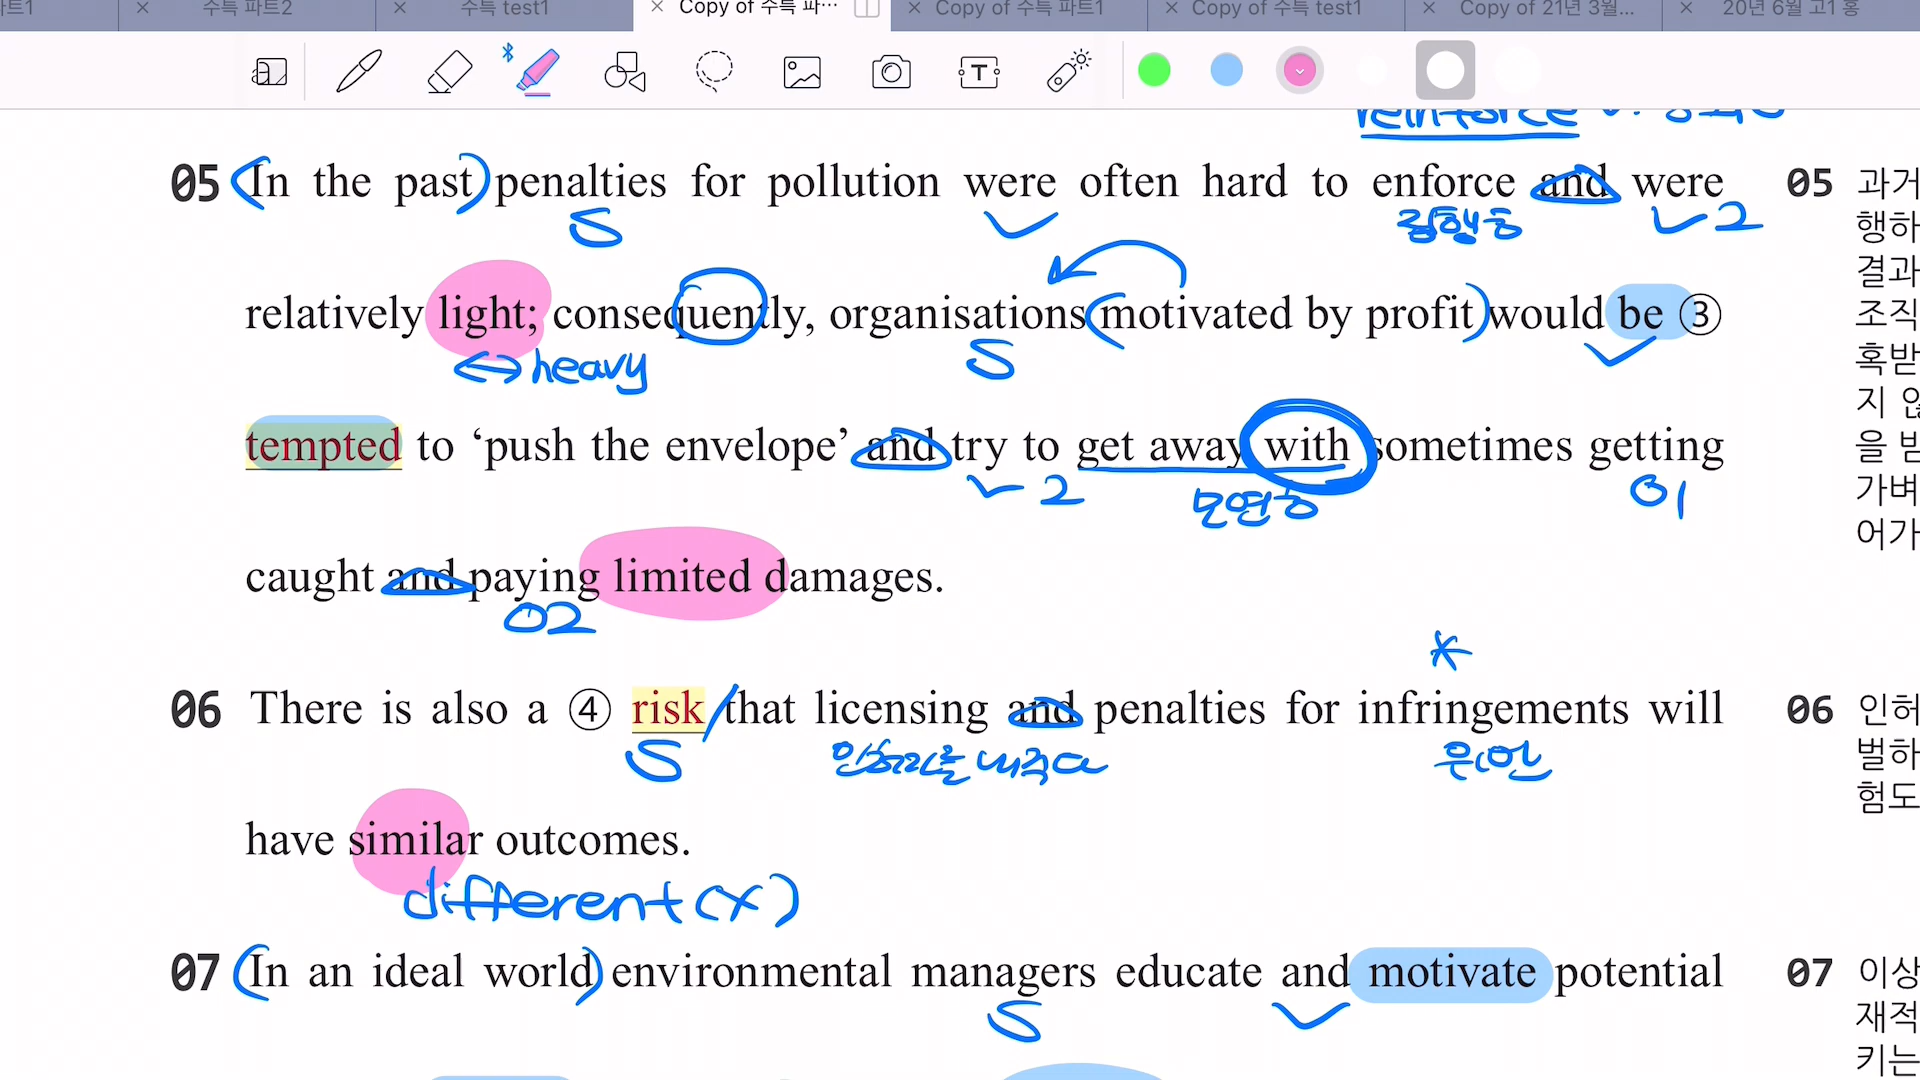 수특 파트2
수특 test1
Copy of 수특 파…
Copy of 수특 파트1
Copy of 수특 test1
Copy of 21년 3월...
20년 6월 고1 홍
reinforce
05 In the past penalties for pollution were often hard to enforce and were
S 2
relatively light; consequently, organisations motivated by profit would be ③
↔ heavy S
tempted to ‘push the envelope’ and try to get away with sometimes getting
2 모면하 01
caught and paying limited damages.
02
06 There is also a ④ risk that licensing and penalties for infringements will
S 인허가를 내주고 위반
have similar outcomes.
different (x)
07 In an ideal world environmental managers educate and motivate potential
S
05 과거
행하
결과
조직
혹받
지 않
을 받
가벼
어가
06 인허
벌하
험도
07 이상
재적
키는